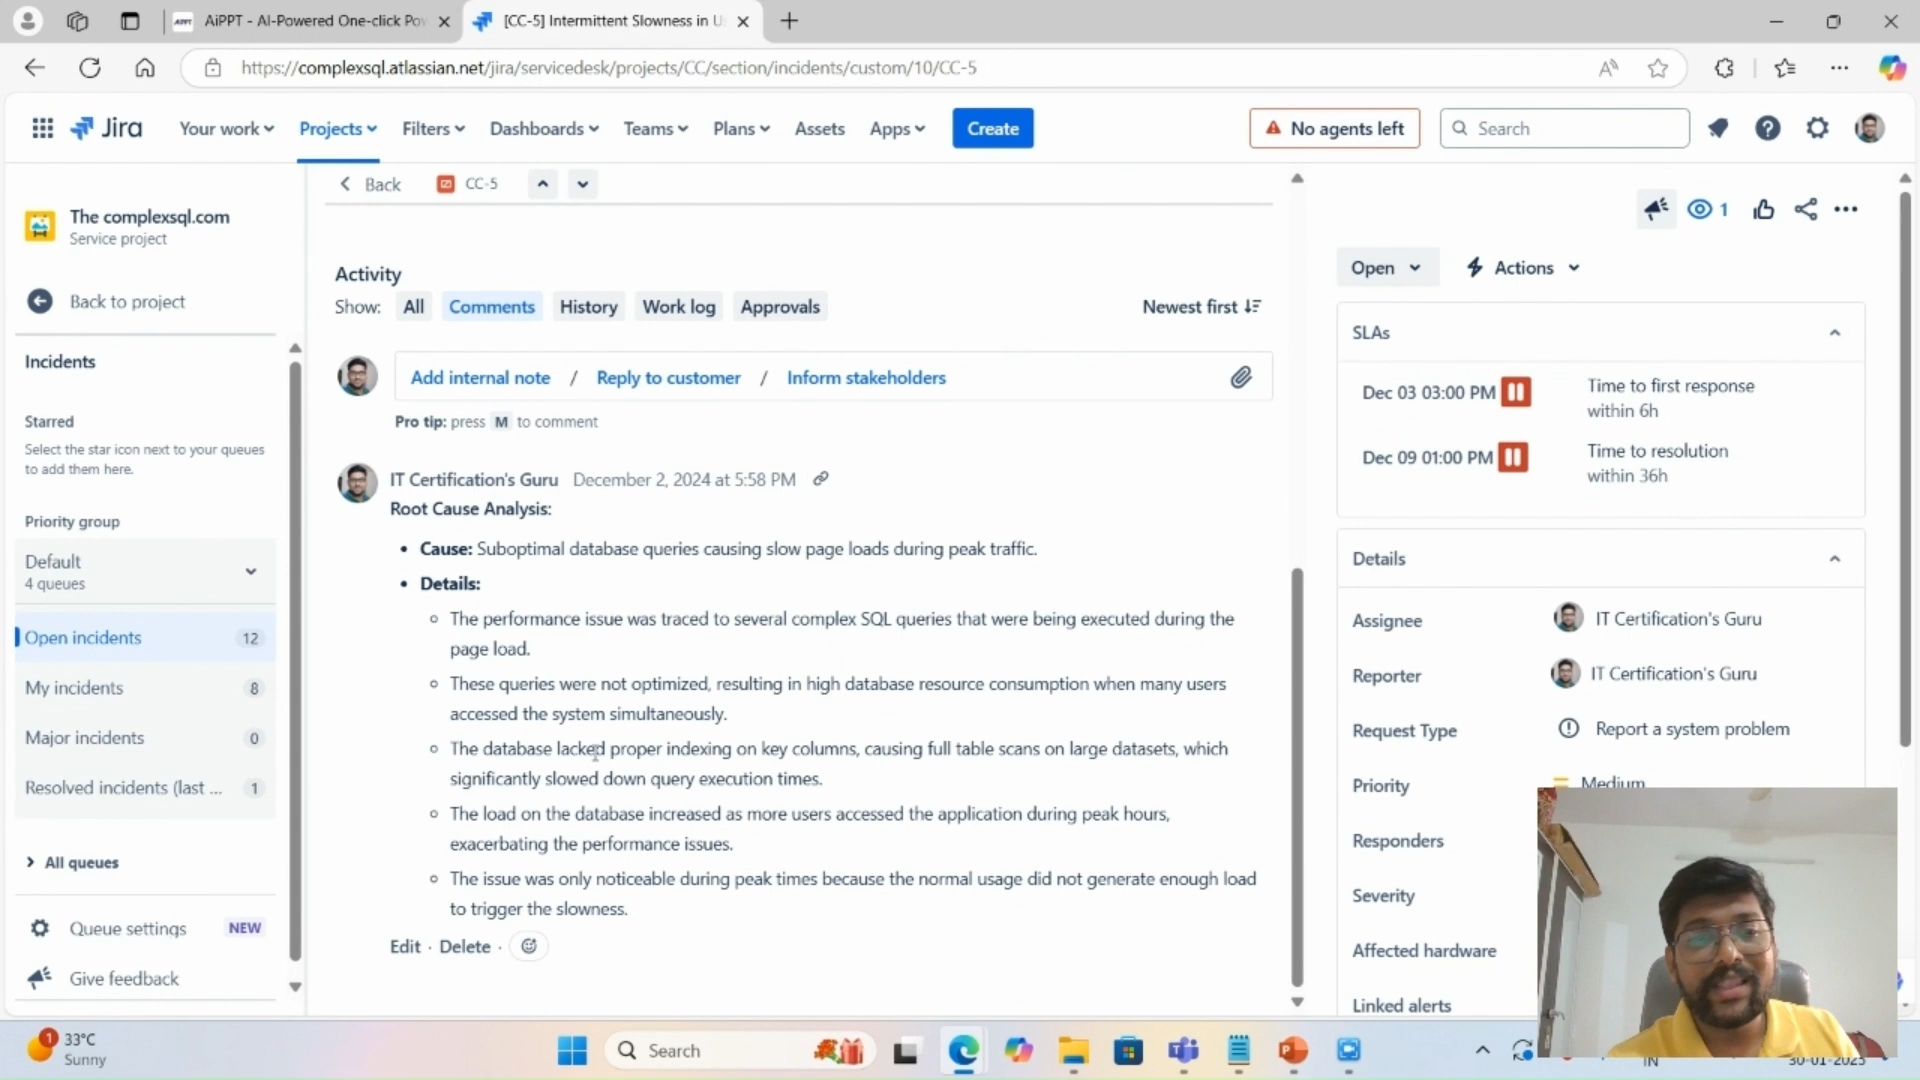 AiPPT - AI-Powered One-click Pow
[CC-5] Intermittent Slowness in U
https://complexsql.atlassian.net/jira/servicedesk/projects/CC/section/incidents/custom/10/CC-5
Jira
Your work
Projects
Filters
Dashboards
Teams
Plans
Assets
Apps
Create
No agents left
Search
The complexsql.com
Service project
Back to project
Incidents
Starred
Select the star icon next to your queues
to add them here.
Priority group
Default
4 queues
Open incidents 12
My incidents 8
Major incidents 0
Resolved incidents (last ... 1
All queues
Queue settings NEW
Give feedback
Back CC-5
Activity
Show: All Comments History Work log Approvals Newest first
Add internal note / Reply to customer / Inform stakeholders
Pro tip: press M to comment
IT Certification's Guru December 2, 2024 at 5:58 PM
Root Cause Analysis:
• Cause: Suboptimal database queries causing slow page loads during peak traffic.
• Details:
The performance issue was traced to several complex SQL queries that were being executed during the
page load.
These queries were not optimized, resulting in high database resource consumption when many users
accessed the system simultaneously.
The database lacked proper indexing on key columns, causing full table scans on large datasets, which
significantly slowed down query execution times.
The load on the database increased as more users accessed the application during peak hours,
exacerbating the performance issues.
The issue was only noticeable during peak times because the normal usage did not generate enough load
to trigger the slowness.
Edit · Delete ·
1
Open
Actions
SLAs
Dec 03 03:00 PM Time to first response
within 6h
Dec 09 01:00 PM Time to resolution
within 36h
Details
Assignee IT Certification's Guru
Reporter IT Certification's Guru
Request Type Report a system problem
Priority Medium
Responders
Severity
Affected hardware
Linked alerts
1
33°C
Sunny
Search
IN
30-01-2025